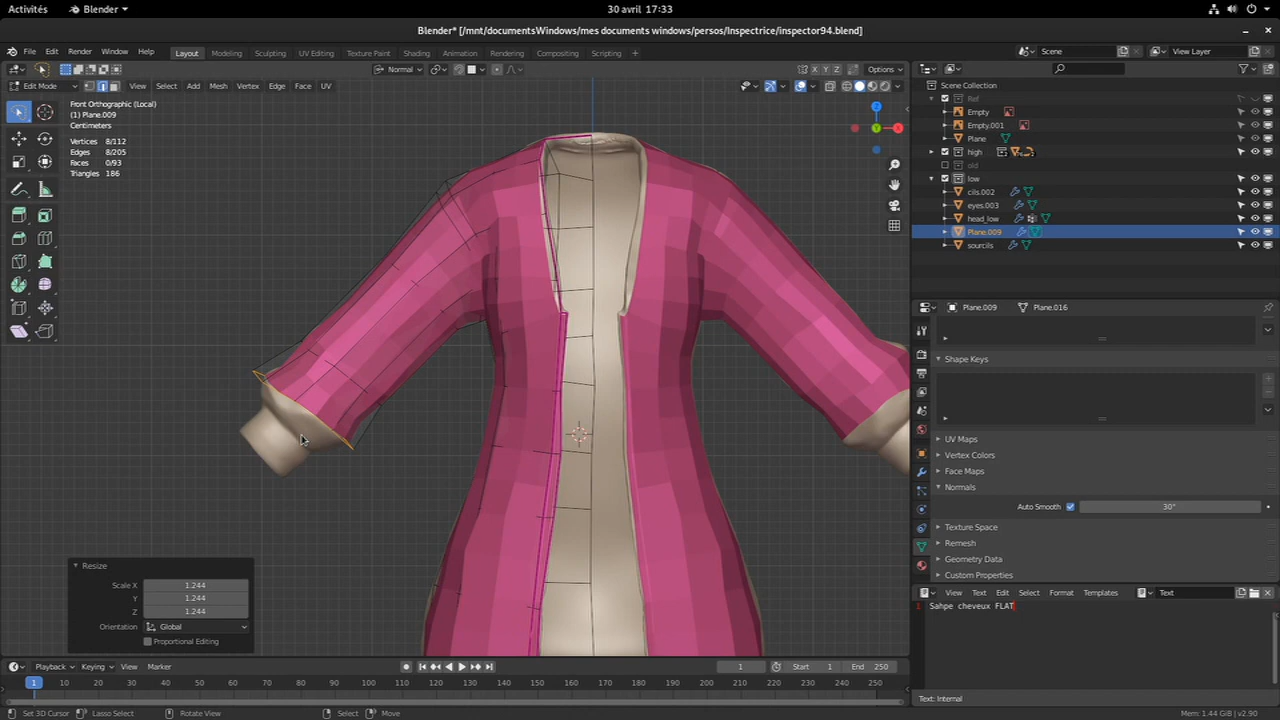 Activités Blender 30 avril 17:33
Blender* [/mnt/documentsWindows/mes documents windows/persos/Inspectrice/inspector94.blend]
File Edit Render Window Help Layout Modeling Sculpting UV Editing Texture Paint Shading Animation Rendering Compositing Scripting + Scene View Layer
Normal X Y Z Options
Edit Mode View Select Add Mesh Vertex Edge Face UV
Front Orthographic (Local)
(1) Plane.009
Centimeters
Vertices 8/112
Edges 8/205
Faces 0/93
Triangles 186
Z
X
Y
Scene Collection
Ref
Empty
Empty.001
Plane
high
old
low
cils.002
eyes.003
head_low
Plane.009
sourcils
Plane.009 Plane.016
Shape Keys
UV Maps
Vertex Colors
Face Maps
Normals
Auto Smooth 30°
Texture Space
Remesh
Geometry Data
Custom Properties
Resize
Scale X 1.244
Y 1.244
Z 1.244
Orientation Global
Proportional Editing
View Text Edit Select Format Templates Text
1 Sahpe cheveux FLAT
Text: Internal
Playback Keying View Marker 1 Start 1 End 250
1 10 20 30 40 50 60 70 80 90 100 110 120 130 140 150 160 170 180 190 200 210 220 230 240 250
Set 3D Cursor Lasso Select Rotate View Select Move Mem: 1.44 GiB | v2.90